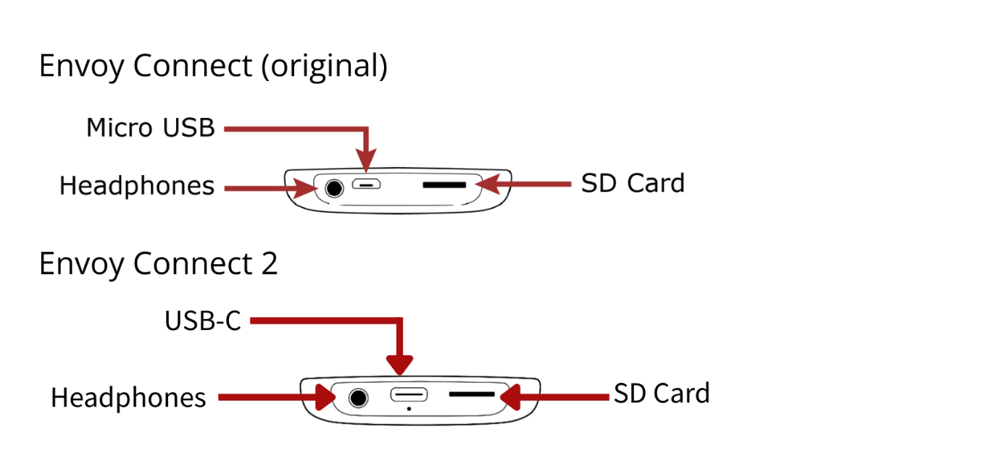 Envoy Connect (original)
Micro USB
Headphones
SD Card
Envoy Connect 2
USB-C
Headphones
SD Card